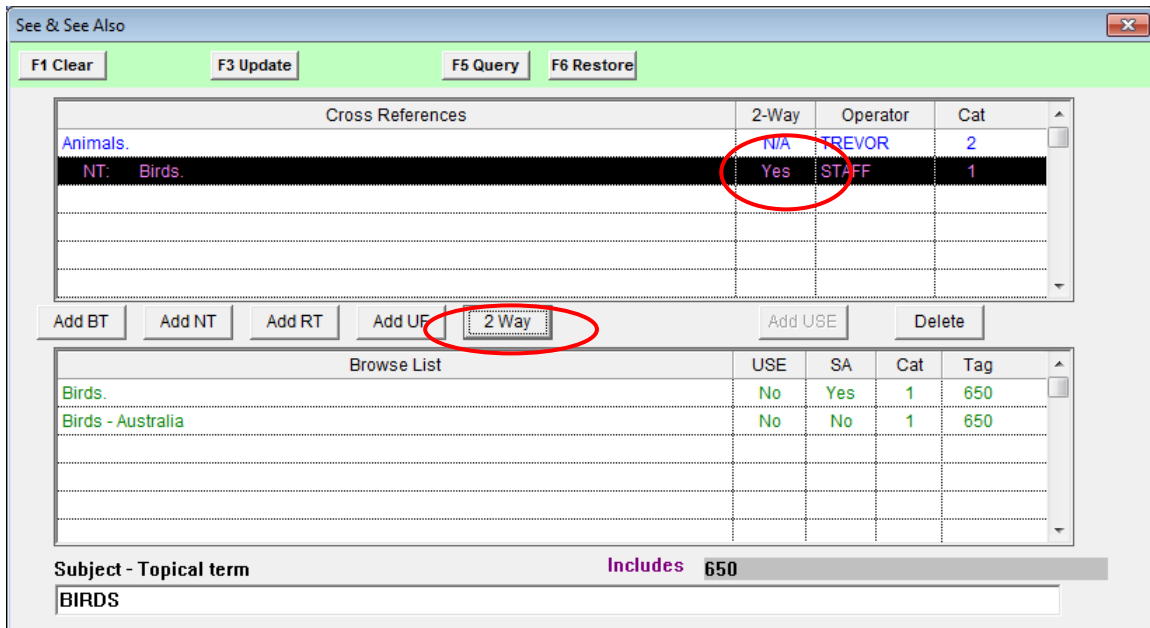 See & See Also
F1 Clear F3 Update F5 Query F6 Restore
Cross References 2-Way Operator Cat
Animals. N/A TREVOR 2
NT: Birds. Yes STAFF 1
Add BT Add NT Add RT Add UF 2 Way Add USE Delete
Browse List USE SA Cat Tag
Birds. No Yes 1 650
Birds - Australia No No 1 650
Subject - Topical term Includes 650
BIRDS